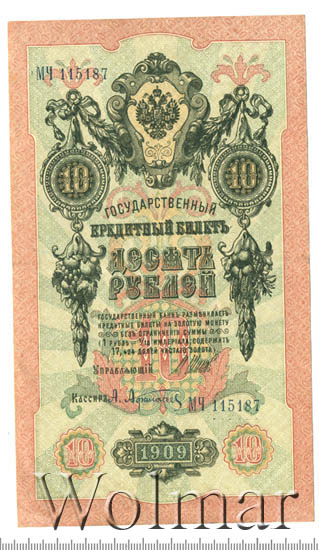 МЧ 115187
10 10
ГОСУДАРСТВЕННЫЙ
КРЕДИТНЫЙ БИЛЕТЪ
ДЕСЯТЬ
РУБЛЕЙ
ГОСУДАРСТВЕННЫЙ БАНКЪ РАЗМѢНИВАЕТЪ
КРЕДИТНЫЕ БИЛЕТЫ НА ЗОЛОТУЮ МОНЕТУ
БЕЗЪ ОГРАНИЧЕНІЯ СУММЫ
(1 РУБЛЬ = 1/15 ИМПЕРІАЛА, СОДЕРЖИТЪ
17,424 ДОЛЕЙ ЧИСТАГО ЗОЛОТА)
Управляющій
10
Кассиръ
МЧ 115187
10 1909 10
Wolmar